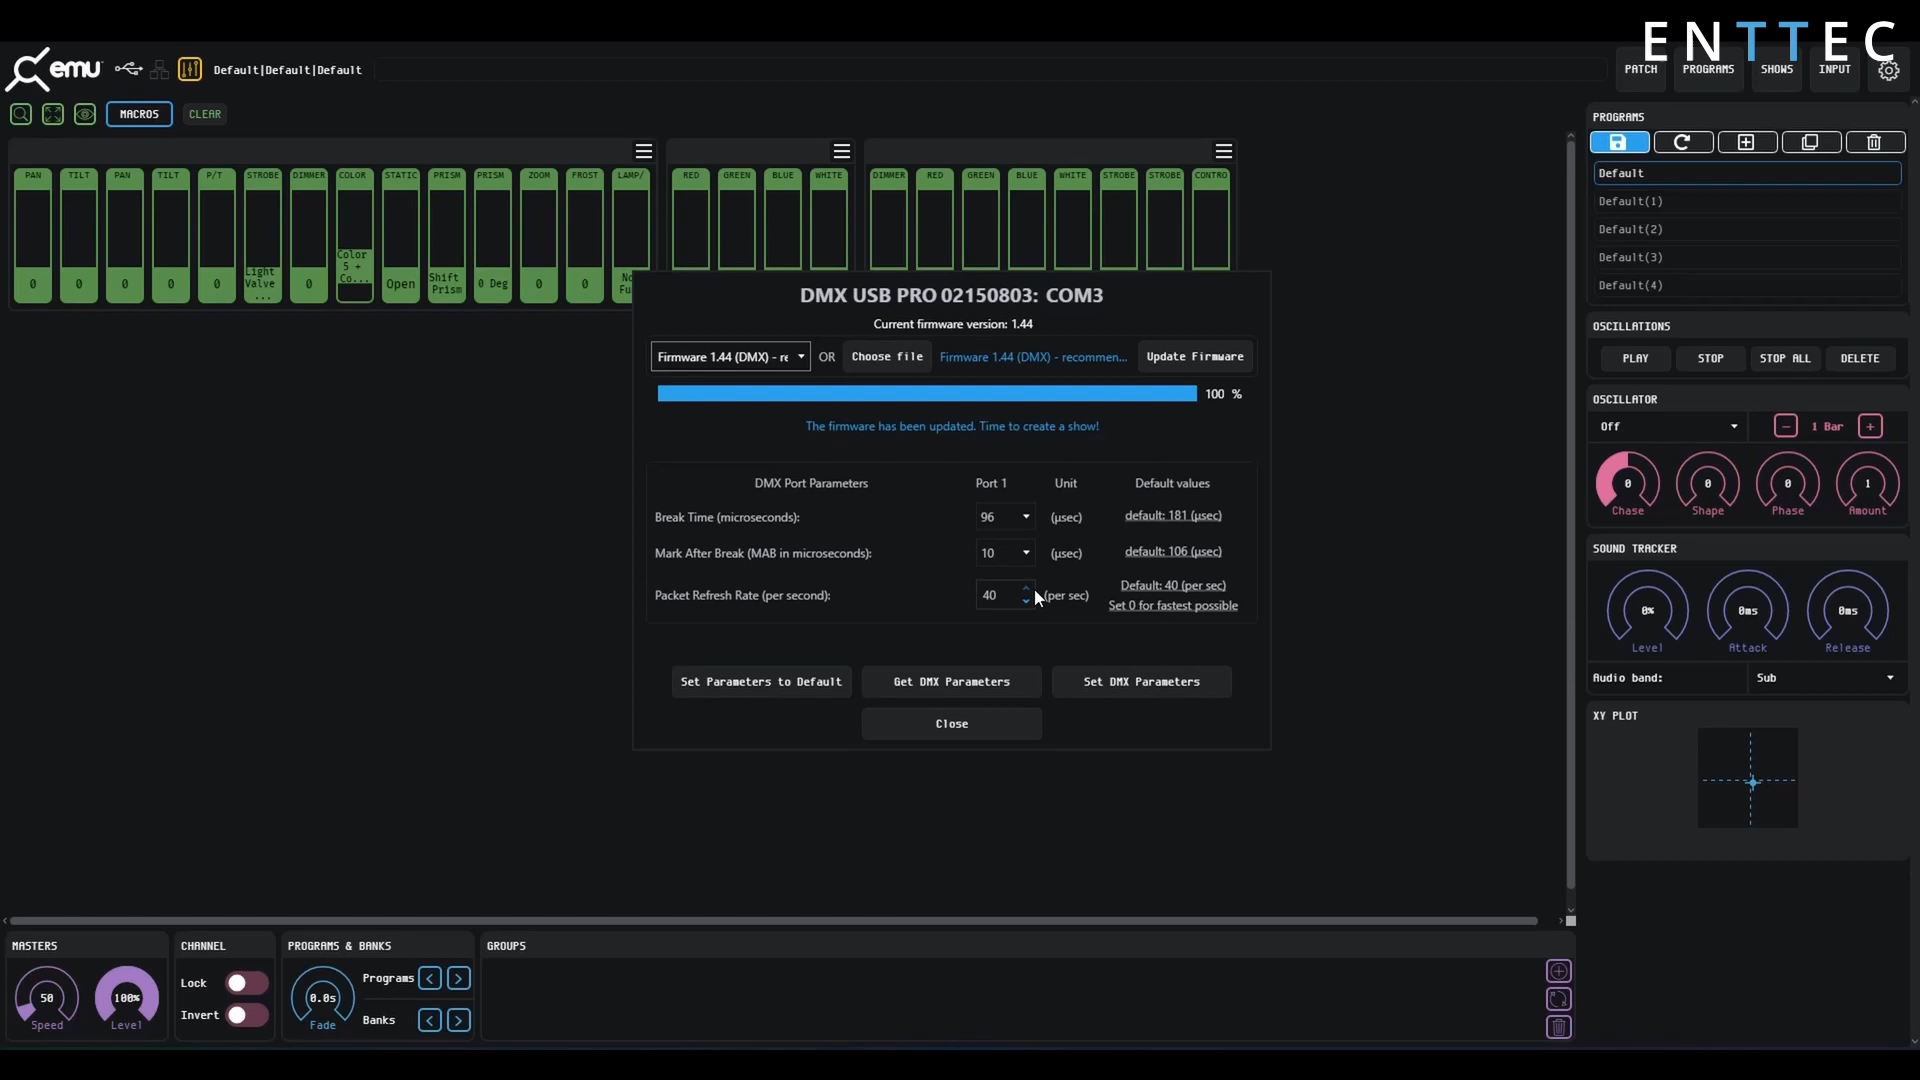 ENTTEC
emu
Default|Default|Default
PATCH
PROGRAMS
SHOWS
INPUT
MACROS
CLEAR
PAN TILT PAN TILT P/T STROBE DIMMER COLOR STATIC PRISM PRISM ZOOM FROST LAMP/
RED GREEN BLUE WHITE
DIMMER RED GREEN BLUE WHITE STROBE STROBE CONTRO
0 0 0 0 0 Light Valve ... 0 Color 5 + Co... Open Shift Prism 0 Deg 0 0
DMX USB PRO 02150803: COM3
Current firmware version: 1.44
Firmware 1.44 (DMX) - re OR Choose file Firmware 1.44 (DMX) - recommen... Update Firmware
100 %
The firmware has been updated. Time to create a show!
DMX Port Parameters Port 1 Unit Default values
Break Time (microseconds): 96 (µsec) default: 181 (µsec)
Mark After Break (MAB in microseconds): 10 (µsec) default: 106 (µsec)
Packet Refresh Rate (per second): 40 (per sec) Default: 40 (per sec)
Set 0 for fastest possible
Set Parameters to Default Get DMX Parameters Set DMX Parameters
Close
PROGRAMS
Default
Default(1)
Default(2)
Default(3)
Default(4)
OSCILLATIONS
PLAY STOP STOP ALL DELETE
OSCILLATOR
Off 1 Bar
0 0 0 1
Chase Shape Phase Amount
SOUND TRACKER
0% 0ms 0ms
Level Attack Release
Audio band: Sub
XY PLOT
MASTERS
50 100%
Speed Level
CHANNEL
Lock
Invert
PROGRAMS & BANKS
0.0s
Fade
Programs
Banks
GROUPS